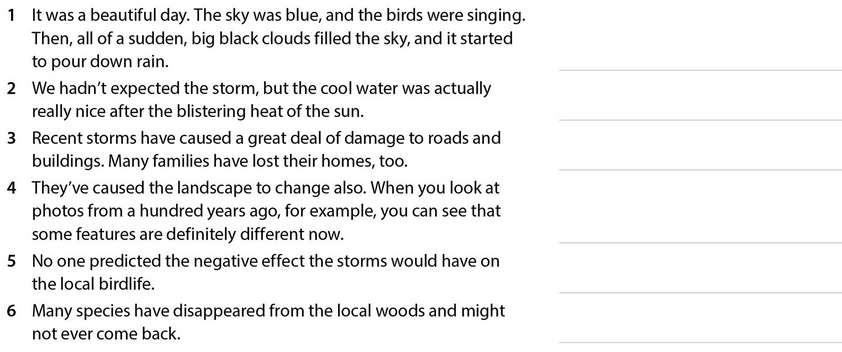 1 It was a beautiful day. The sky was blue, and the birds were singing.
Then, all of a sudden, big black clouds filled the sky, and it started
to pour down rain.
2 We hadn’t expected the storm, but the cool water was actually
really nice after the blistering heat of the sun.
3 Recent storms have caused a great deal of damage to roads and
buildings. Many families have lost their homes, too.
4 They’ve caused the landscape to change also. When you look at
photos from a hundred years ago, for example, you can see that
some features are definitely different now.
5 No one predicted the negative effect the storms would have on
the local birdlife.
6 Many species have disappeared from the local woods and might
not ever come back.